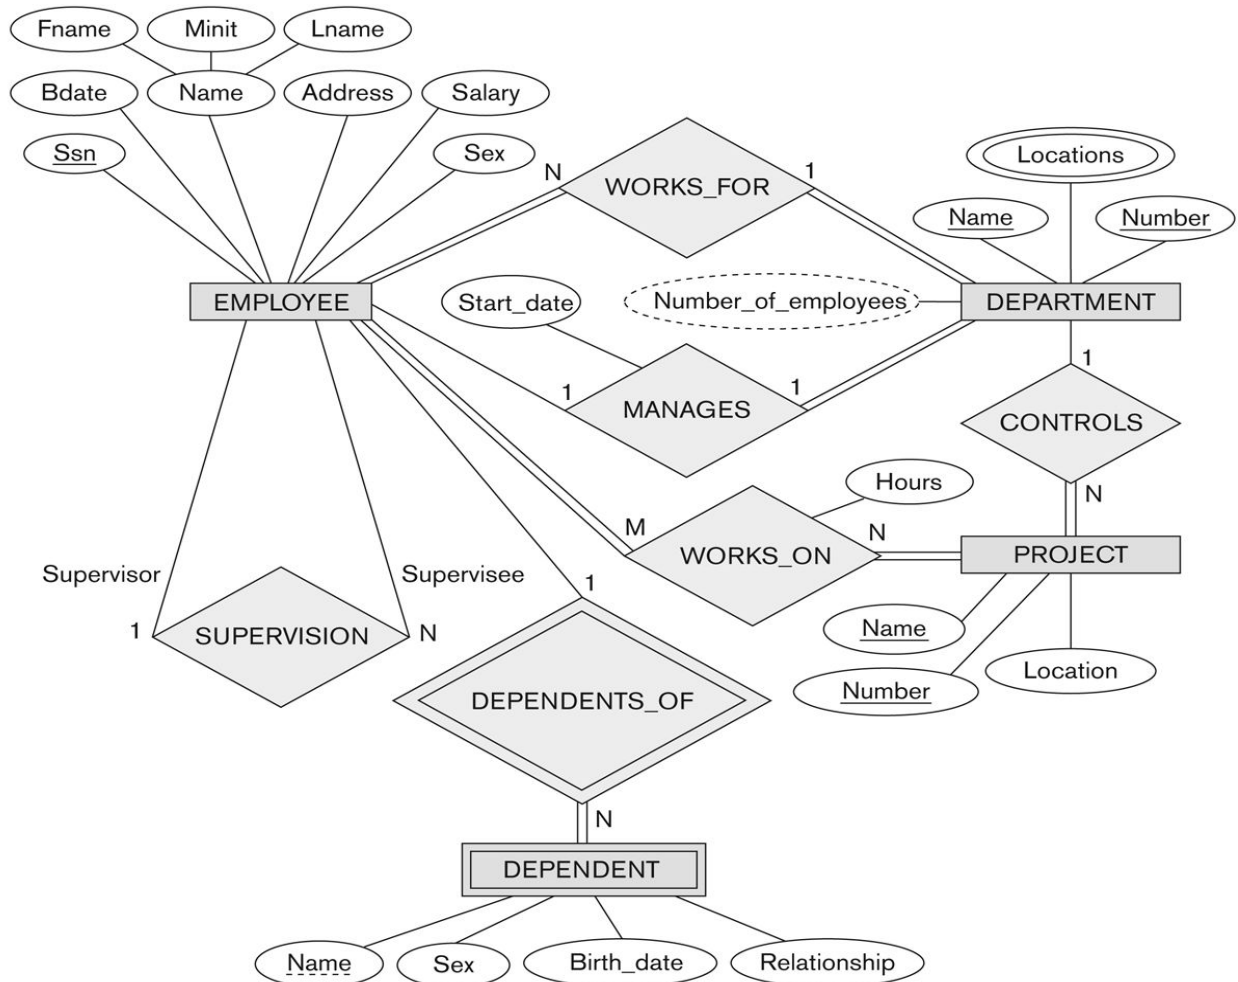 Fname
Minit
Lname
Bdate
Name
Address
Salary
Ssn
Sex
N
WORKS_FOR
1
Locations
Name
Number
EMPLOYEE
Start_date
Number_of_employees
DEPARTMENT
1
MANAGES
1
1
CONTROLS
N
Hours
M
WORKS_ON
N
PROJECT
Supervisor
Supervisee
1
SUPERVISION
N
1
Name
Number
Location
DEPENDENTS_OF
N
DEPENDENT
Name
Sex
Birth_date
Relationship